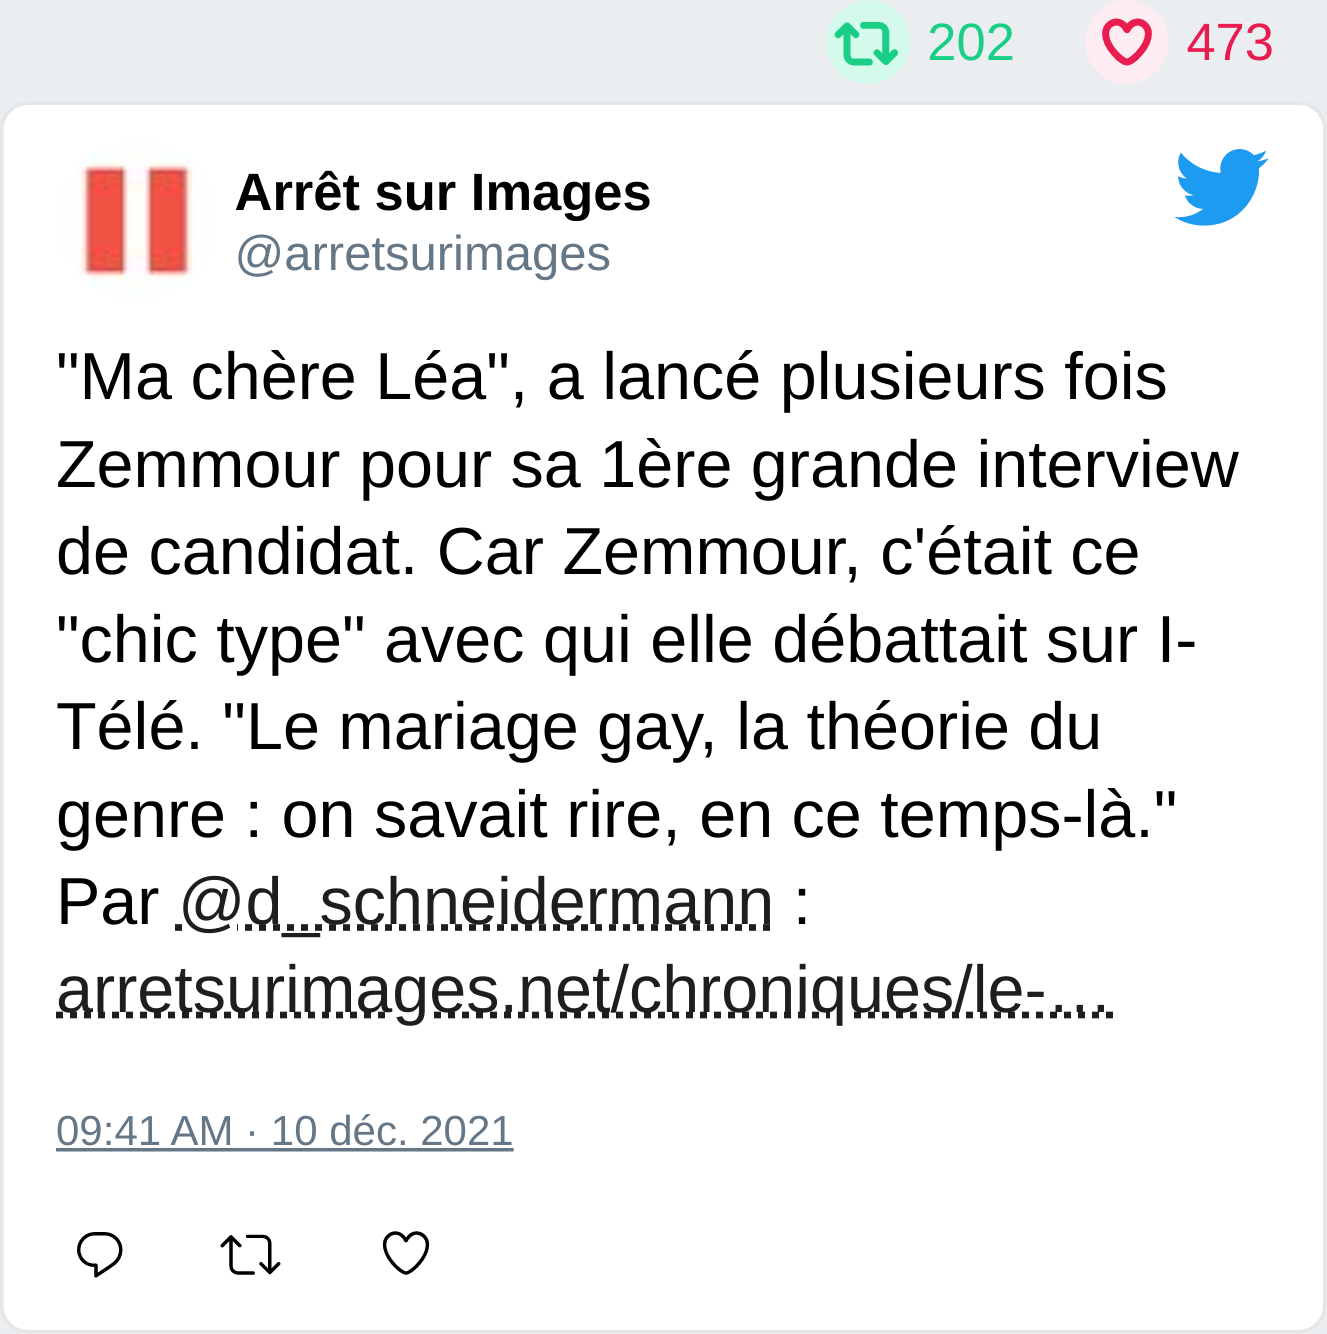 202 473
Arrêt sur Images
@arretsurimages
"Ma chère Léa", a lancé plusieurs fois
Zemmour pour sa 1ère grande interview
de candidat. Car Zemmour, c'était ce
"chic type" avec qui elle débattait sur I-
Télé. "Le mariage gay, la théorie du
genre : on savait rire, en ce temps-là."
Par @d_schneidermann :
arretsurimages.net/chroniques/le-…
09:41 AM · 10 déc. 2021